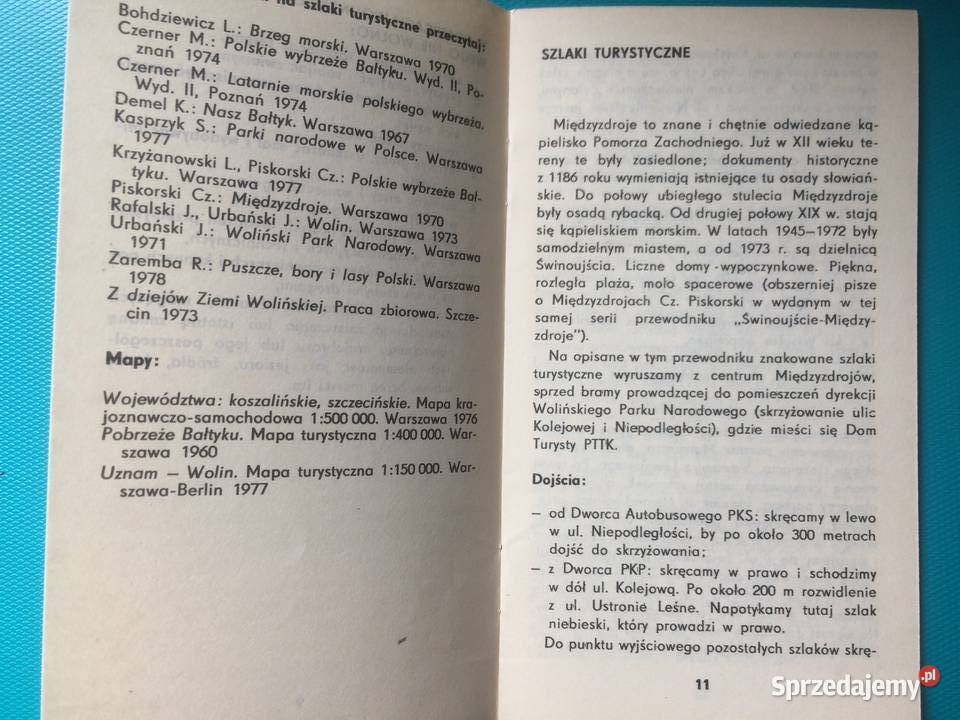 na szlaki turystyczne przeczytaj:
Bohdziewicz L.: Brzeg morski. Warszawa 1970
Czerner M.: Polskie wybrzeże Bałtyku. Wyd. II, Po-
znań 1974
Czerner M.: Latarnie morskie polskiego wybrzeża.
Wyd. II, Poznań 1974
Demel K.: Nasz Bałtyk. Warszawa 1967
Kasprzyk S.: Parki narodowe w Polsce. Warszawa
1977
Krzyżanowski L., Piskorski Cz.: Polskie wybrzeże Bał-
tyku. Warszawa 1977
Piskorski Cz.: Międzyzdroje. Warszawa 1970
Rafalski J., Urbański J.: Wolin. Warszawa 1973
Urbański J.: Woliński Park Narodowy. Warszawa
1971
Zaremba R.: Puszcze, bory i lasy Polski. Warszawa
1978
Z dziejów Ziemi Wolińskiej. Praca zbiorowa. Szcze-
cin 1973
Mapy:
Województwa: koszalińskie, szczecińskie. Mapa kra-
joznawczo-samochodowa 1:500 000. Warszawa 1976
Pobrzeże Bałtyku. Mapa turystyczna 1:400 000. War-
szawa 1960
Uznam – Wolin. Mapa turystyczna 1:150 000. War-
szawa-Berlin 1977
SZLAKI TURYSTYCZNE
Międzyzdroje to znane i chętnie odwiedzane ką-
pielisko Pomorza Zachodniego. Już w XII wieku te-
reny te były zasiedlone; dokumenty historyczne
z 1186 roku wymieniają istniejące tu osady słowiań-
skie. Do połowy ubiegłego stulecia Międzyzdroje
były osadą rybacką. Od drugiej połowy XIX w. stają
się kąpieliskiem morskim. W latach 1945–1972 były
samodzielnym miastem, a od 1973 r. są dzielnicą
Świnoujścia. Liczne domy wypoczynkowe. Piękna,
rozległa plaża, molo spacerowe (obszerniej pisze
o Międzyzdrojach Cz. Piskorski w wydanym w tej
samej serii przewodniku „Świnoujście-Między-
zdroje”).
Na opisane w tym przewodniku znakowane szlaki
turystyczne wyruszamy z centrum Międzyzdrojów,
sprzed bramy prowadzącej do pomieszczeń dyrekcji
Wolińskiego Parku Narodowego (skrzyżowanie ulic
Kolejowej i Niepodległości), gdzie mieści się Dom
Turysty PTTK.
Dojścia:
– od Dworca Autobusowego PKS: skręcamy w lewo
w ul. Niepodległości, by po około 300 metrach
dojść do skrzyżowania;
– z Dworca PKP: skręcamy w prawo i schodzimy
w dół ul. Kolejową. Po około 200 m rozwidlenie
z ul. Ustronie Leśne. Napotykamy tutaj szlak
niebieski, który prowadzi w prawo.
Do punktu wyjściowego pozostałych szlaków skrę-
11
Sprzedajemy.pl